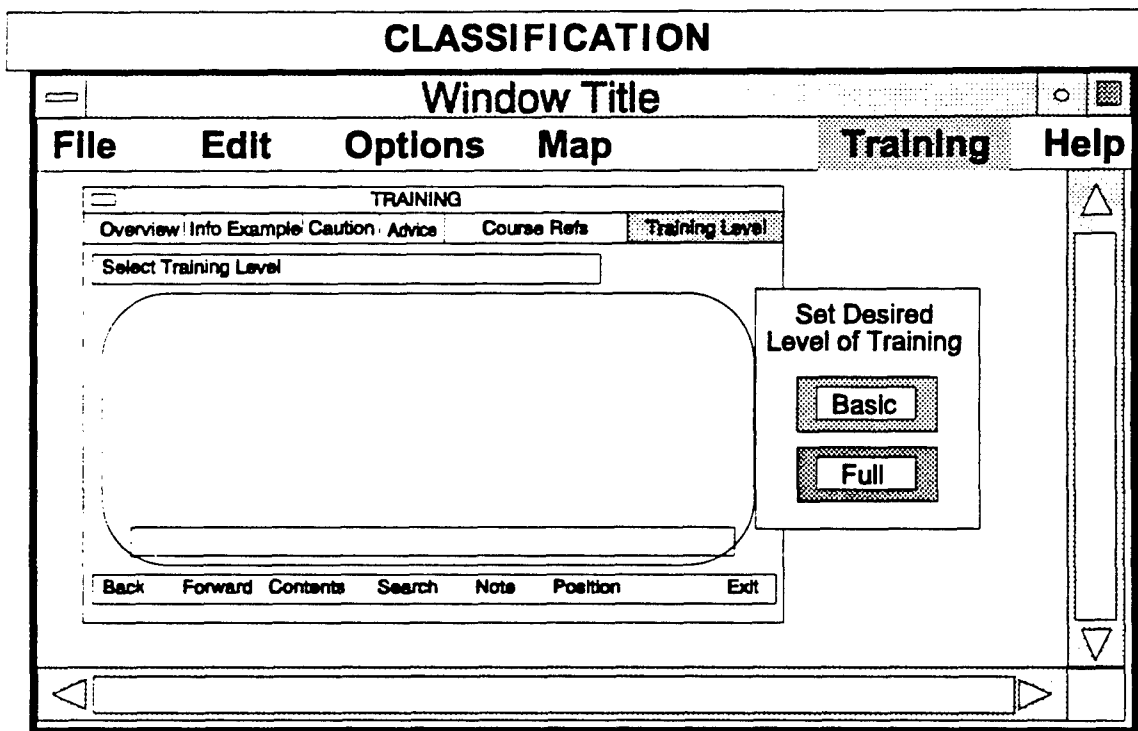 CLASSIFICATION
Window Title
File Edit Options Map Training Help
TRAINING
Overview Info Example Caution Advice Course Refs Training Level
Select Training Level
Set Desired
Level of Training
Basic
Full
Back Forward Contents Search Note Position Exit